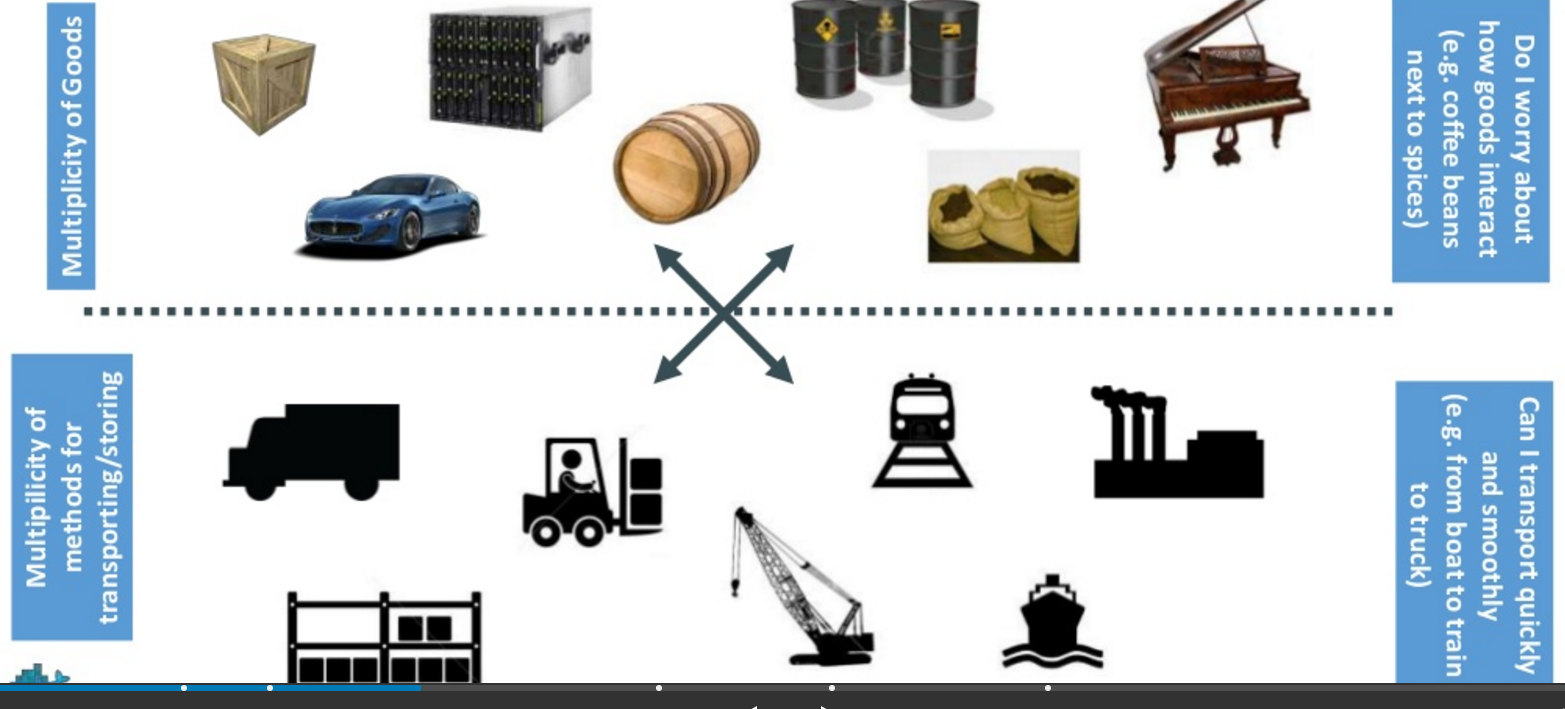 Multiplicity of Goods
Do I worry about
how goods interact
(e.g. coffee beans
next to spices)
Multipilicity of
methods for
transporting/storing
Can I transport quickly
and smoothly
(e.g. from boat to train
to truck)